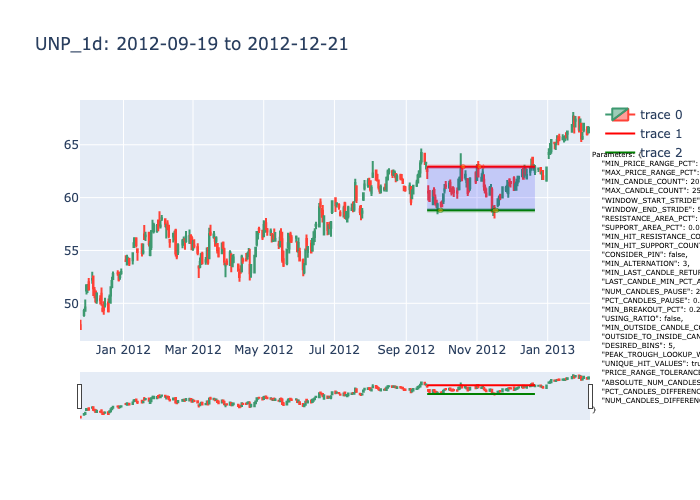 UNP_1d: 2012-09-19 to 2012-12-21
trace 0
trace 1
trace 2
Parameters: {
"MIN_PRICE_RANGE_PCT":
"MAX_PRICE_RANGE_PCT":
"MIN_CANDLE_COUNT": 20
"MAX_CANDLE_COUNT": 25
"WINDOW_START_STRIDE"
"WINDOW_END_STRIDE": 5
"RESISTANCE_AREA_PCT":
"SUPPORT_AREA_PCT": 0.0
"MIN_HIT_RESISTANCE_CO
"MIN_HIT_SUPPORT_COUN
"CONSIDER_PIN": false,
"MIN_ALTERNATION": 3,
"MIN_LAST_CANDLE_RETUR
"LAST_CANDLE_MIN_PCT_A
"NUM_CANDLES_PAUSE": 2
"PCT_CANDLES_PAUSE": 0.
"MIN_BREAKOUT_PCT": 0.2
"USING_RATIO": false,
"MIN_OUTSIDE_CANDLE_CO
"OUTSIDE_TO_INSIDE_CAN
"DESIRED_BINS": 5,
"PEAK_TROUGH_LOOKUP_W
"UNIQUE_HIT_VALUES": tru
"PRICE_RANGE_TOLERANC
"ABSOLUTE_NUM_CANDLES
"PCT_CANDLES_DIFFERENC
"NUM_CANDLES_DIFFEREN
}
65
60
55
50
Jan 2012 Mar 2012 May 2012 Jul 2012 Sep 2012 Nov 2012 Jan 2013